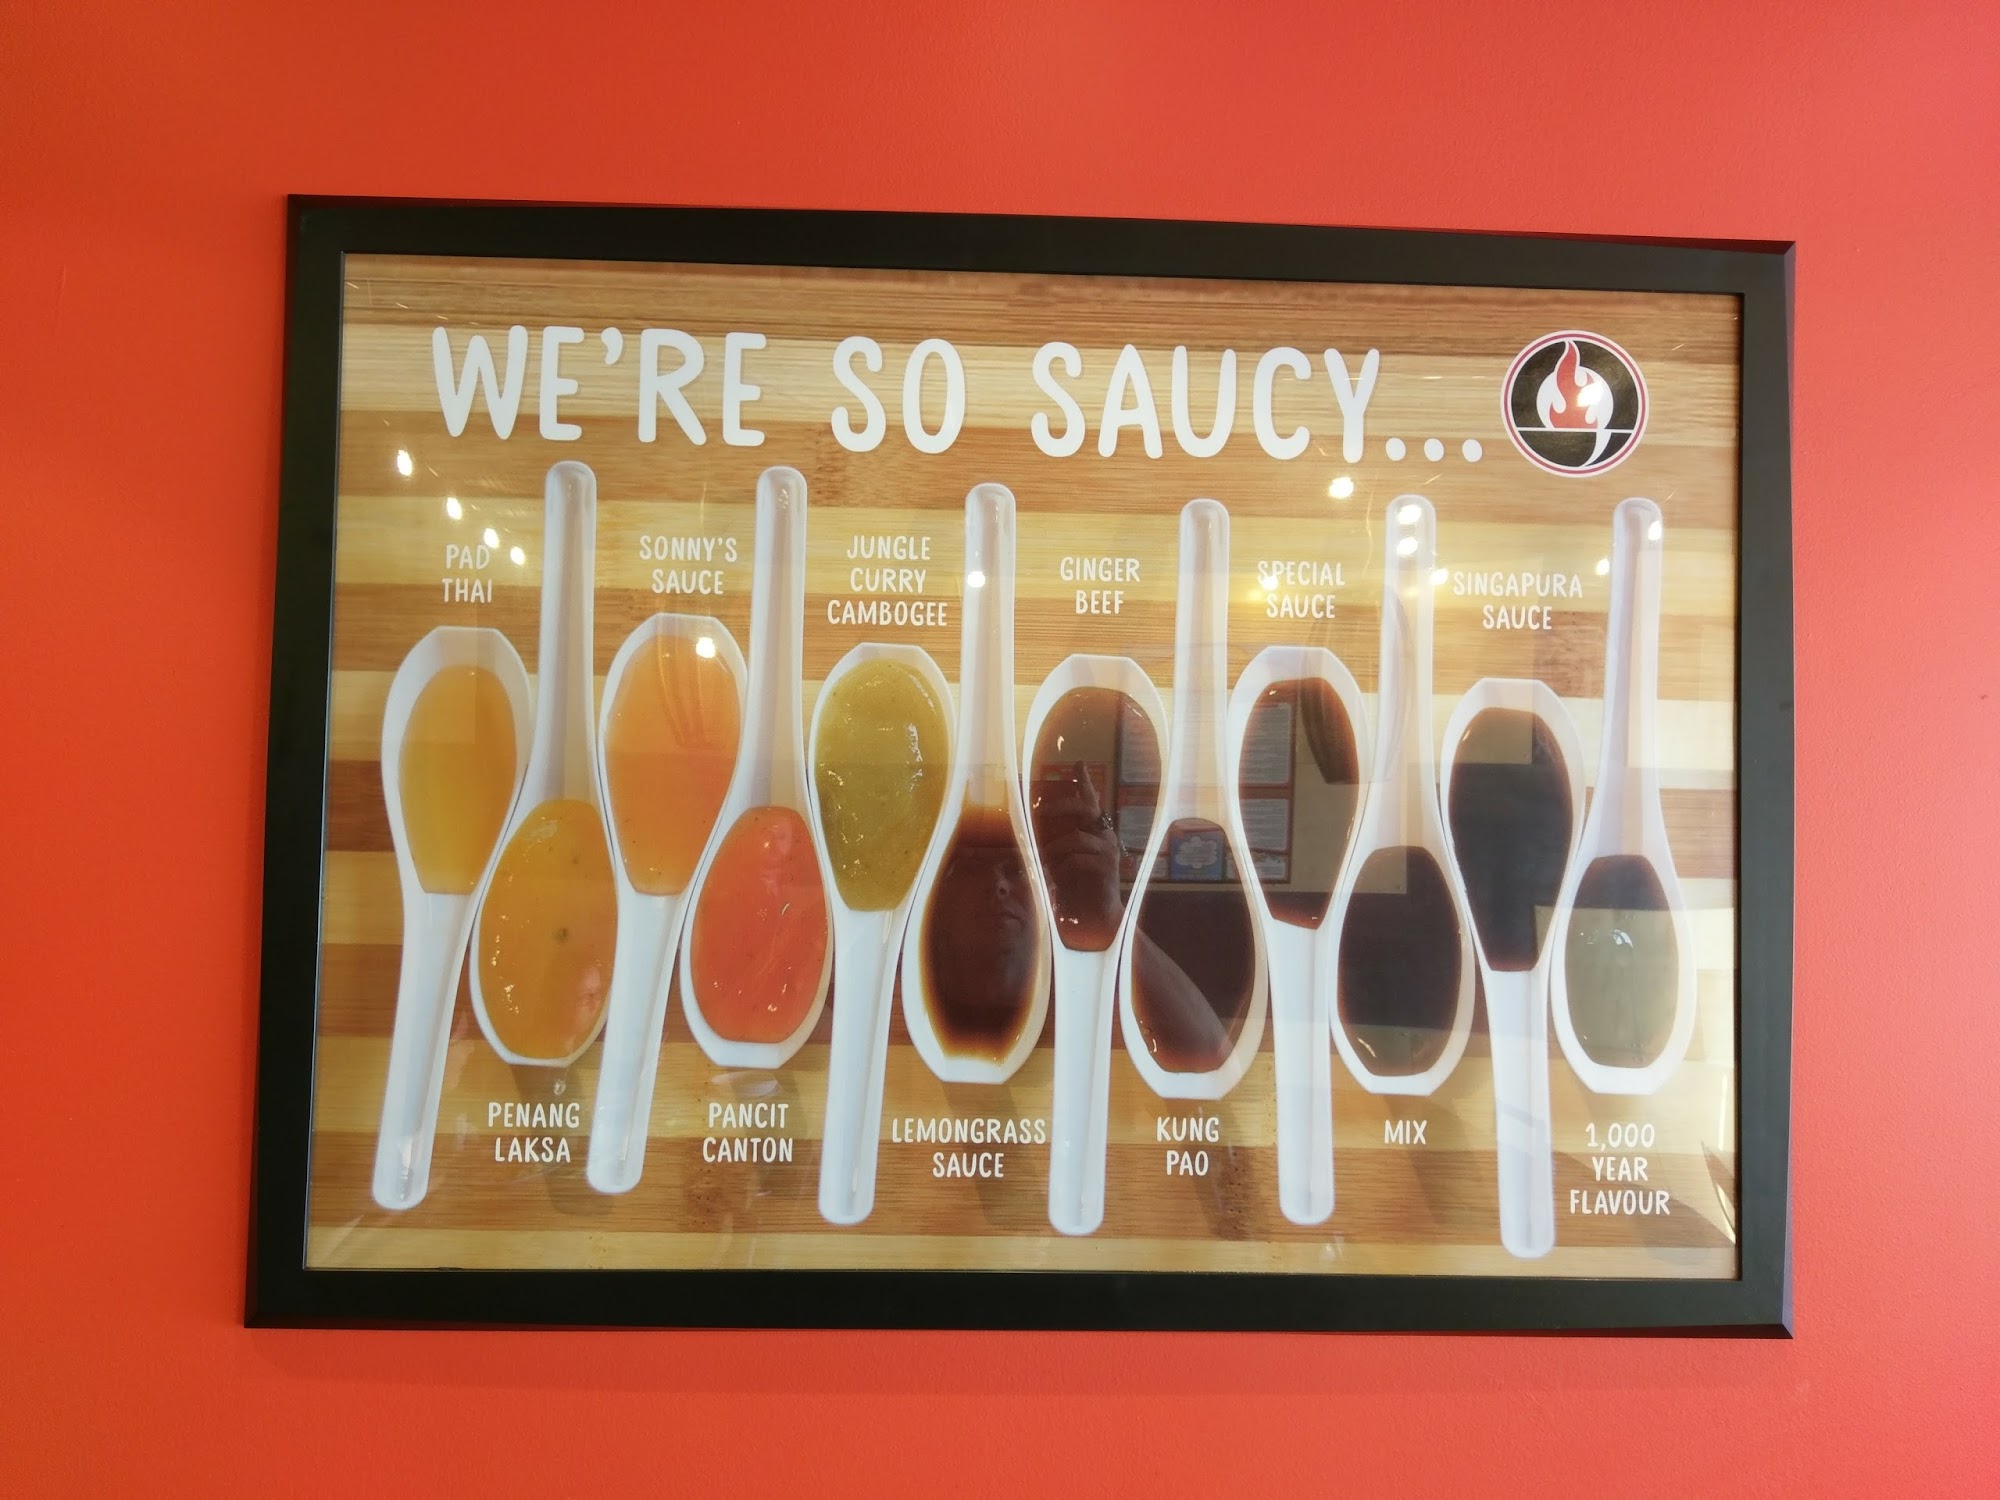 WE'RE SO SAUCY...
PAD
THAI
SONNY'S
SAUCE
JUNGLE
CURRY
CAMBOGEE
GINGER
BEEF
SPECIAL
SAUCE
SINGAPURA
SAUCE
PENANG
LAKSA
PANCIT
CANTON
LEMONGRASS
SAUCE
KUNG
PAO
MIX
1,000
YEAR
FLAVOUR